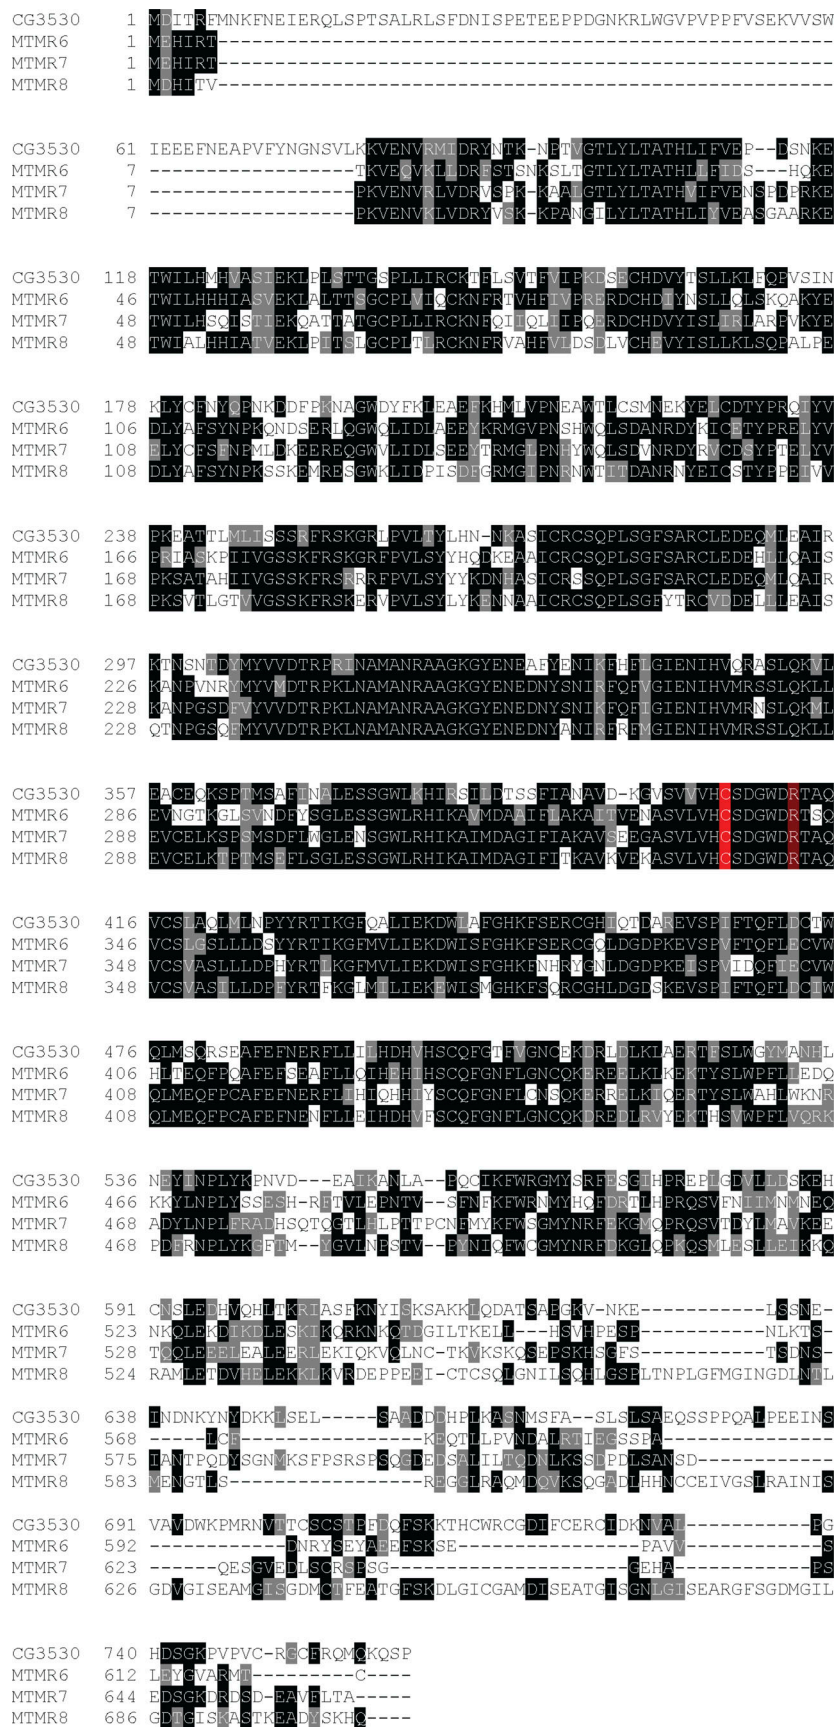 CG3530 1 MDITRFMNKFNEIERQLSPTSALRLSFDNISPETEEPPDGNKRLWGVPVPPFVSEKVVSW
MTMR6 1 MEHIRT------------------------------------------------------
MTMR7 1 MEHIRT------------------------------------------------------
MTMR8 1 MDHITV------------------------------------------------------
CG3530 61 IEEEFNEAPVFYNGNSVLKKVENVRMIDRYNTK-NPTVGTLYLTATHLIFVEP--DSNKE
MTMR6 7 ------------------TKVEQVKLLDRFSTSNKSLTGTLYLTATHLLFIDS---HQKE
MTMR7 7 ------------------PKVENVRLVDRVSPK-KAALGTLYLTATHVIFVENSPDPRKE
MTMR8 7 ------------------PKVENVKLVDRYVSK-KPANGILYLTATHLIYVEASGAARKE
CG3530 118 TWILHMHVASIEKLPLSTTGSPLLIRCKTFLSVTFVIPKDSECHDVYTSLLKLFQPVSIN
MTMR6 46 TWILHHHIASVEKLALTTSGCPLVIQCKNFRTVHFIVPRERDCHDIYNSLLQLSKQAKYE
MTMR7 48 TWILHSQISTIEKQATTATGCPLLIRCKNFQIIQLIIPQERDCHDVYISLIRLARPVKYE
MTMR8 48 TWIALHHIATVEKLPITSLGCPLTLRCKNFRVAHFVLDSDLVCHEVYISLLKLSQPALPE
CG3530 178 KLYCFNYQPNKDDFPKNAGWDYFKLEAEFKHMLVPNEAWTLCSMNEKYELCDTYPRQIYV
MTMR6 106 DLYAFSYNPKQNDSERLQGWQLIDLAEEYKRMGVPNSHWQLSDANRDYKICETYPRELYV
MTMR7 108 ELYCFSFNPMLDKEEREQGWVLIDLSEEYTRMGLPNHYWQLSDVNRDYRVCDSYPTELYV
MTMR8 108 DLYAFSYNPKSSKEMRESGWKLIDPISDFGRMGIPNRNWTITDANRNYEICSTYPPEIVV
CG3530 238 PKEATTLMLISSSRFRSKGRLPVLTYLHN-NKASICRCSQPLSGFSARCLEDEQMLEAIR
MTMR6 166 PRIASKPIIVGSSKFRSKGRFPVLSYYHQDKEAAICRCSQPLSGFSARCLEDEHLLQAIS
MTMR7 168 PKSATAHIIVGSSKFRSRRRFPVLSYYYKDNHASICRSSQPLSGFSARCLEDEQMLQAIR
MTMR8 168 PKSVTLGTVVGSSKFRSKERVPVLSYLYKENNAAICRCSQPLSGFYTRCVDDELLLEAIS
CG3530 297 KTNSNTDYMYVVDTRPRINAMANRAAGKGYENEAFYENIKFHFLGIENIHVQRASLQKVL
MTMR6 226 KANPVNRYMYVMDTRPKLNAMANRAAGKGYENEDNYSNIRFQFVGIENIHVMRSSLQKLL
MTMR7 228 KANPGSDFVYVVDTRPKLNAMANRAAGKGYENEDNYSNIKFQFIGIENIHVMRNSLQKML
MTMR8 228 QTNPGSQFMYVVDTRPKLNAMANRAAGKGYENEDNYANIRFRFMGIENIHVMRSSLQKLL
CG3530 357 EACEQKSPTMSAFINALESSGWLKHIRSILDTSSFIANAVD-KGVSVVVHCSDGWDRTAQ
MTMR6 286 EVNGTKGLSVNDFYSGLESSGWLRHIKAVMDAAIFLAKAITVENASVLVHCSDGWDRTSQ
MTMR7 288 EVCELKSPSMSDFLWGLENSGWLRHIKAIMDAGIFIAKAVSEEGASVLVHCSDGWDRTAQ
MTMR8 288 EVCELKTPTMSEFLSGLESSGWLRHIKAIMDAGIFITKAVKVEKASVLVHCSDGWDRTAQ
CG3530 416 VCSLAQLMLNPYYRTIKGFQALIEKDWLAFGHKFSERCGHIQTDAREVSPIFTQFLDCTW
MTMR6 346 VCSLGSLLLDSYYRTIKGFMVLIEKDWISFGHKFSERCGQLDGDPKEVSPVFTQFLECVW
MTMR7 348 VCSVASLLLDPHYRTLKGFMVLIEKDWISFGHKFNHRYGNLDGDPKEISPVIDQFIECVW
MTMR8 348 VCSVASILLDPFYRTFKGLMILIEKEWISMGHKFSQRCGHLDGDSKEVSPIFTQFLDCIW
CG3530 476 QLMSQRSEAFEFNERFLLILHDHVHSCQFGTFVGNCEKDRLDLKLAERTFSLWGYMANHL
MTMR6 406 HLTEQFPQAFEFSEAFLLQIHEHIHSCQFGNFLGNCQKEREELKLKEKTYSLWPFLLEDQ
MTMR7 408 QLMEQFPCAFEFNERFLIHIQHHIYSCQFGNFLCNSQKERRELKIQERTYSLWAHLWKNR
MTMR8 408 QLMEQFPCAFEFNENFLLEIHDHVFSCQFGNFLGNCQKDREDLRVYEKTHSVWPFLVQRK
CG3530 536 NEYINPLYKPNVD---EAIKANLA--PQCIKFWRGMYSRFESGIHPREPLGDVLLDSKEH
MTMR6 466 KKYLNPLYSSESH-RFTVLEPNTV--SFNFKFWRNMYHQFDRTLHPRQSVFNIIMNMNEQ
MTMR7 468 ADYLNPLFRADHSQTQGTLHLPTTPCNFMYKFWSGMYNRFEKGMQPRQSVTDYLMAVKEE
MTMR8 468 PDFRNPLYKGFTM--YGVLNPSTV--PYNIQFWCGMYNRFDKGLQPKQSMLESLLEIKKQ
CG3530 591 CNSLEDHVQHLTKRIASFKNYISKSAKKLQDATSAPGKV-NKE----------LSSNE-
MTMR6 523 NKQLEKDIKDLESKIKQRKNKQTDGILTKELL--HSVHPESP-----------NLKTS-
MTMR7 528 TQQLEEELEALEERLEKIQKVQLNC-TKVKSKQSEPSKHSGFS----------TSDNS-
MTMR8 524 RAMLETDVHELEKKLKVRDEPPEEI-CTCSQLGNILSQHLGSPLTNPLGFMGINGDLNTL
CG3530 638 INDNKYNYDKKLSEL-----SAADDDHPLKASNMSFA--SLSLSAEQSSPPQALPEEINS
MTMR6 568 -----LCF--------------KEQTLLPVNDALRTIEGSSPA-----------------
MTMR7 575 IANTPQDYSGNMKSFPSRSPSQGDEDSALILTQDNLKSSDPDLSANSD------------
MTMR8 583 MENGTLS-----------------REGGLRAQMDQVKSQGADLHHNCCEIVGSLRAINIS
CG3530 691 VAVDWKPMRNVTTCSCSTPFDQFSKKTHCWRCGDIFCERCIDKNVAL---------PG
MTMR6 592 ------------DNRYSEYAEEFSKSE--------------PAVV-----------S
MTMR7 623 ------QESGVEDLSCRSPSG--------------------GEHA-----------PS
MTMR8 626 GDVGISEAMGISGDMCTFEATGFSKDLGICGAMDISEATGISGNLGISEARGFSGDMGIL
CG3530 740 HDSGKPVPVC-RGCFRQMQKQSP
MTMR6 612 LEYGVARMT---------C----
MTMR7 644 EDSGKDRDSD-EAVFLTA-----
MTMR8 686 GDTGISKASTKEADYSKHQ----